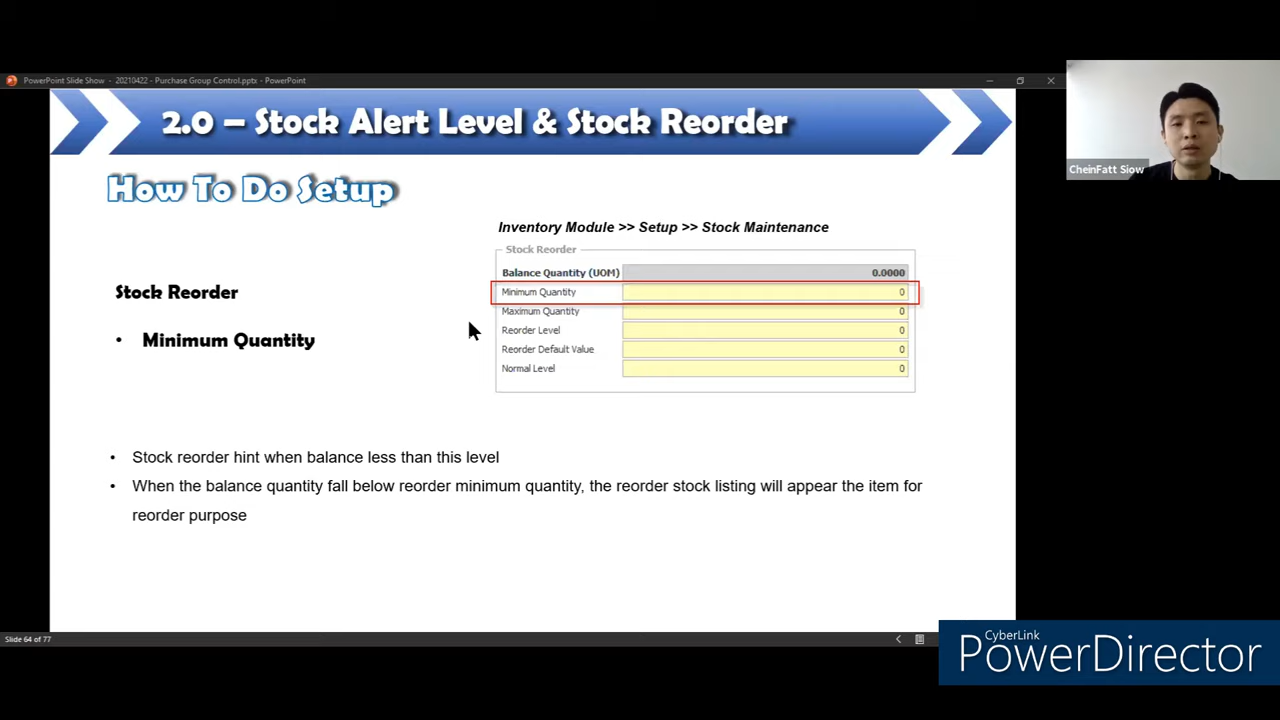 PowerPoint Slide Show - 20210422 - Purchase Group Control.pptx - PowerPoint
2.0 – Stock Alert Level & Stock Reorder
CheinFatt Siow
How To Do Setup
Inventory Module >> Setup >> Stock Maintenance
Stock Reorder
Balance Quantity (UOM) 0.0000
Minimum Quantity 0
Maximum Quantity 0
Reorder Level 0
Reorder Default Value 0
Normal Level 0
Stock Reorder
• Minimum Quantity
• Stock reorder hint when balance less than this level
• When the balance quantity fall below reorder minimum quantity, the reorder stock listing will appear the item for
reorder purpose
Slide 64 of 77
CyberLink
PowerDirector